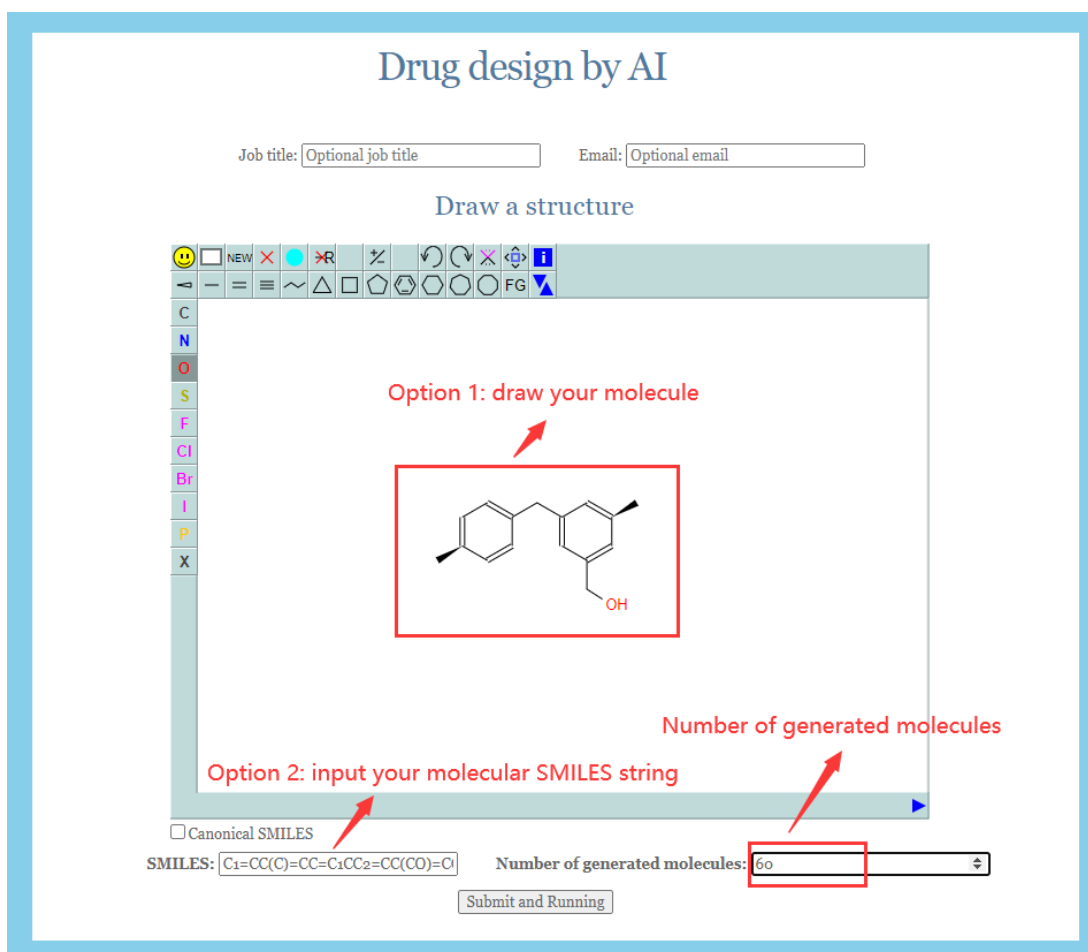 Drug design by AI
Job title: Optional job title Email: Optional email
Draw a structure
NEW R +/- i
FG
C
N
O
S
F
Cl
Br
I
P
X
Option 1: draw your molecule
OH
Number of generated molecules
Option 2: input your molecular SMILES string
Canonical SMILES
SMILES: C1=CC(C)=CC=C1CC2=CC(CO)=C Number of generated molecules: 60
Submit and Running